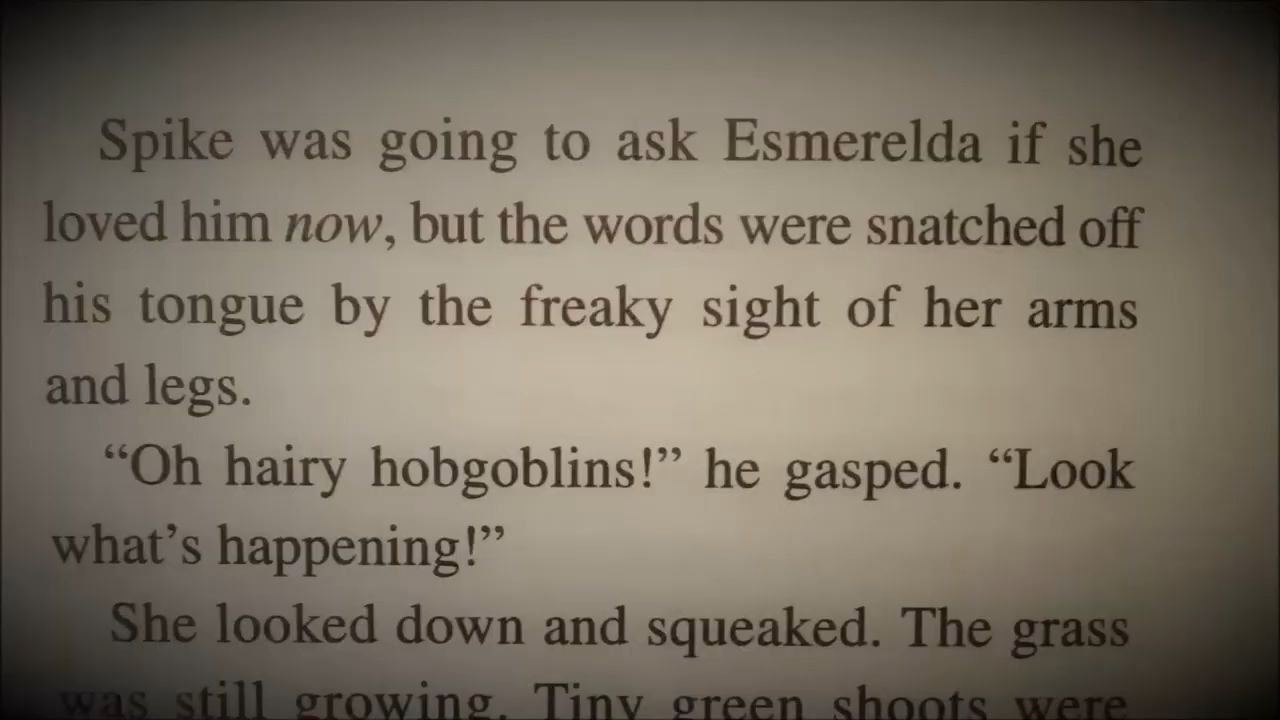 Spike was going to ask Esmerelda if she
loved him now, but the words were snatched off
his tongue by the freaky sight of her arms
and legs.
“Oh hairy hobgoblins!” he gasped. “Look
what’s happening!”
She looked down and squeaked. The grass
was still growing. Tiny green shoots were